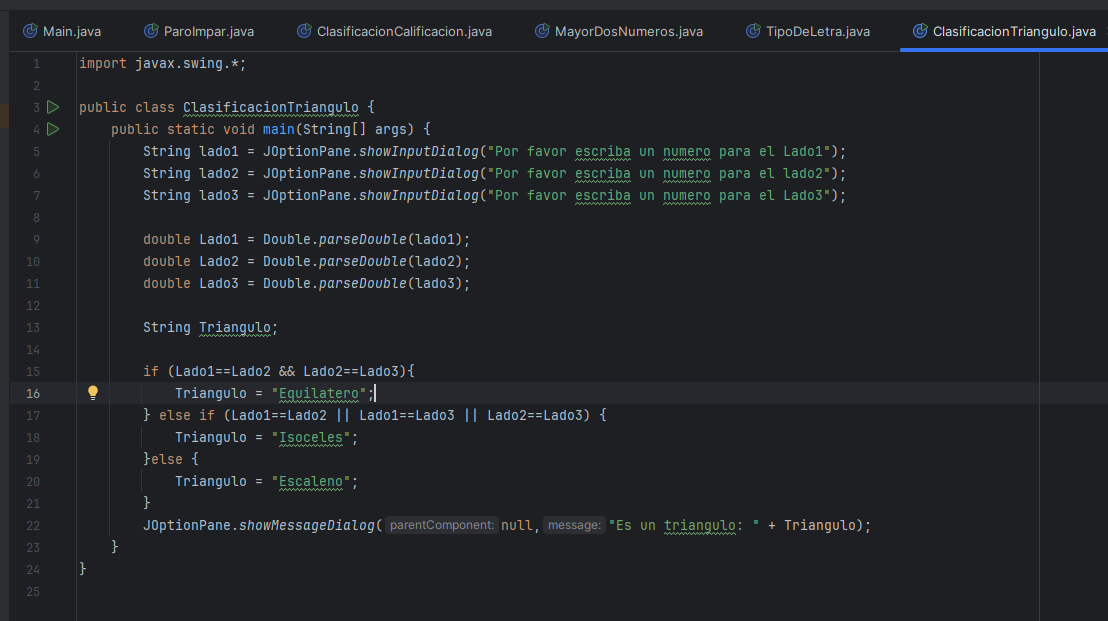 Main.java ParoImpar.java ClasificacionCalificacion.java MayorDosNumeros.java TipoDeLetra.java ClasificacionTriangulo.java
1 import javax.swing.*;
2
3 public class ClasificacionTriangulo {
4 public static void main(String[] args) {
5 String lado1 = JOptionPane.showInputDialog("Por favor escriba un numero para el Lado1");
6 String lado2 = JOptionPane.showInputDialog("Por favor escriba un numero para el lado2");
7 String lado3 = JOptionPane.showInputDialog("Por favor escriba un numero para el Lado3");
8
9 double Lado1 = Double.parseDouble(lado1);
10 double Lado2 = Double.parseDouble(lado2);
11 double Lado3 = Double.parseDouble(lado3);
12
13 String Triangulo;
14
15 if (Lado1==Lado2 && Lado2==Lado3){
16 Triangulo = "Equilatero";
17 } else if (Lado1==Lado2 || Lado1==Lado3 || Lado2==Lado3) {
18 Triangulo = "Isoceles";
19 }else {
20 Triangulo = "Escaleno";
21 }
22 JOptionPane.showMessageDialog( parentComponent: null, message: "Es un triangulo: " + Triangulo);
23 }
24 }
25